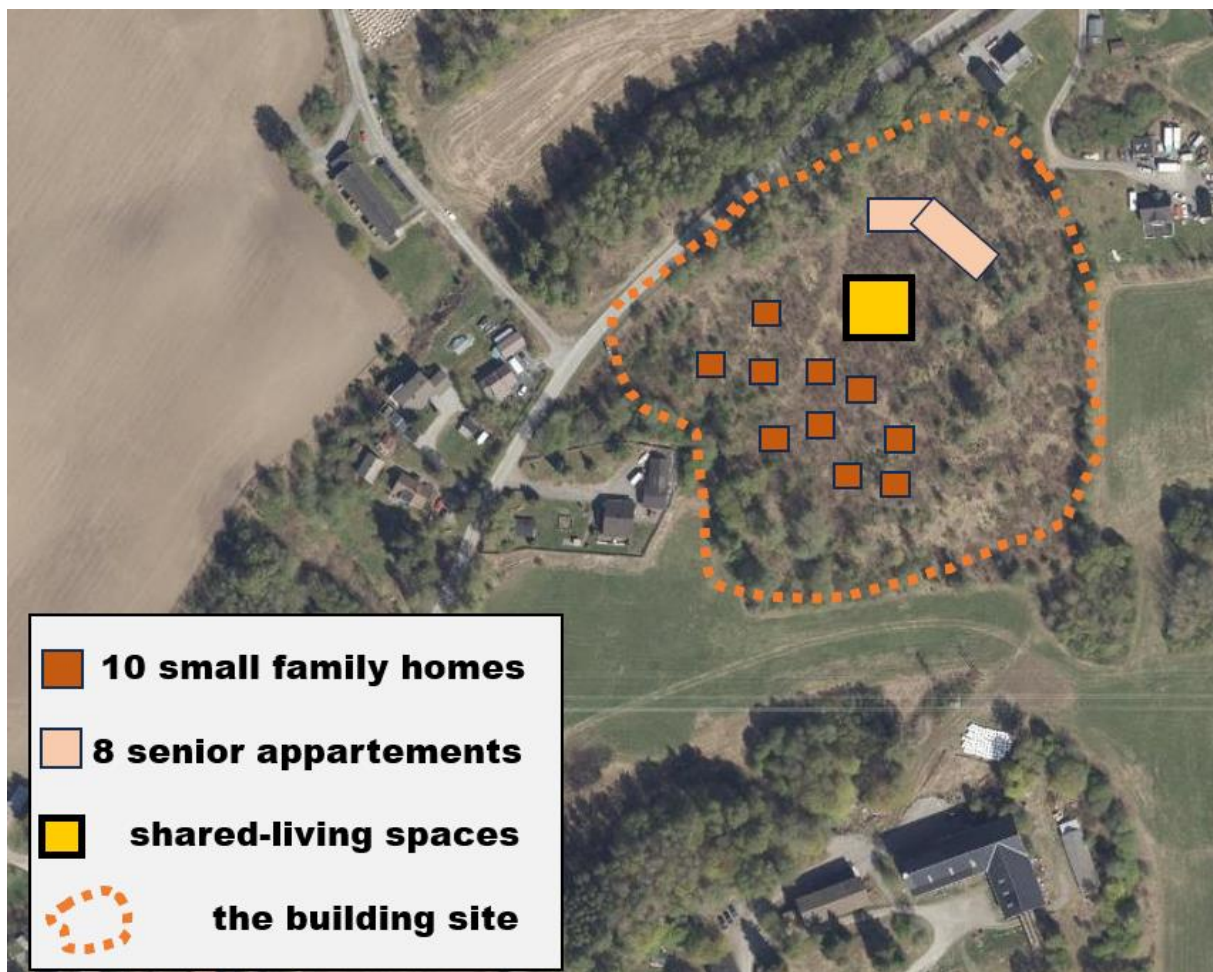 10 small family homes
8 senior appartements
shared-living spaces
the building site